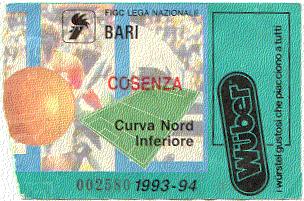 FIGC LEGA NAZIONALE
BARI
COSENZA
Curva Nord
Inferiore
002580 1993-94
Wüber
i wurstel gustosi che piacciono a tutti